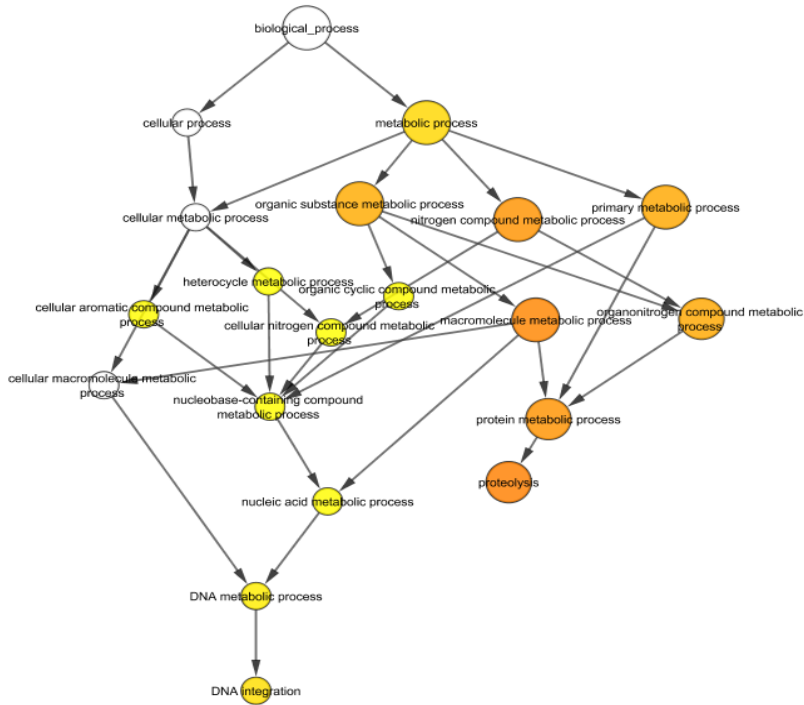 biological_process
cellular process
metabolic process
organic substance metabolic process
primary metabolic process
cellular metabolic process
nitrogen compound metabolic process
heterocycle metabolic process
organic cyclic compound metabolic
process
cellular aromatic compound metabolic
process
organonitrogen compound metabolic
process
cellular nitrogen compound metabolic
process
macromolecule metabolic process
cellular macromolecule metabolic
process
nucleobase-containing compound
metabolic process
protein metabolic process
proteolysis
nucleic acid metabolic process
DNA metabolic process
DNA integration